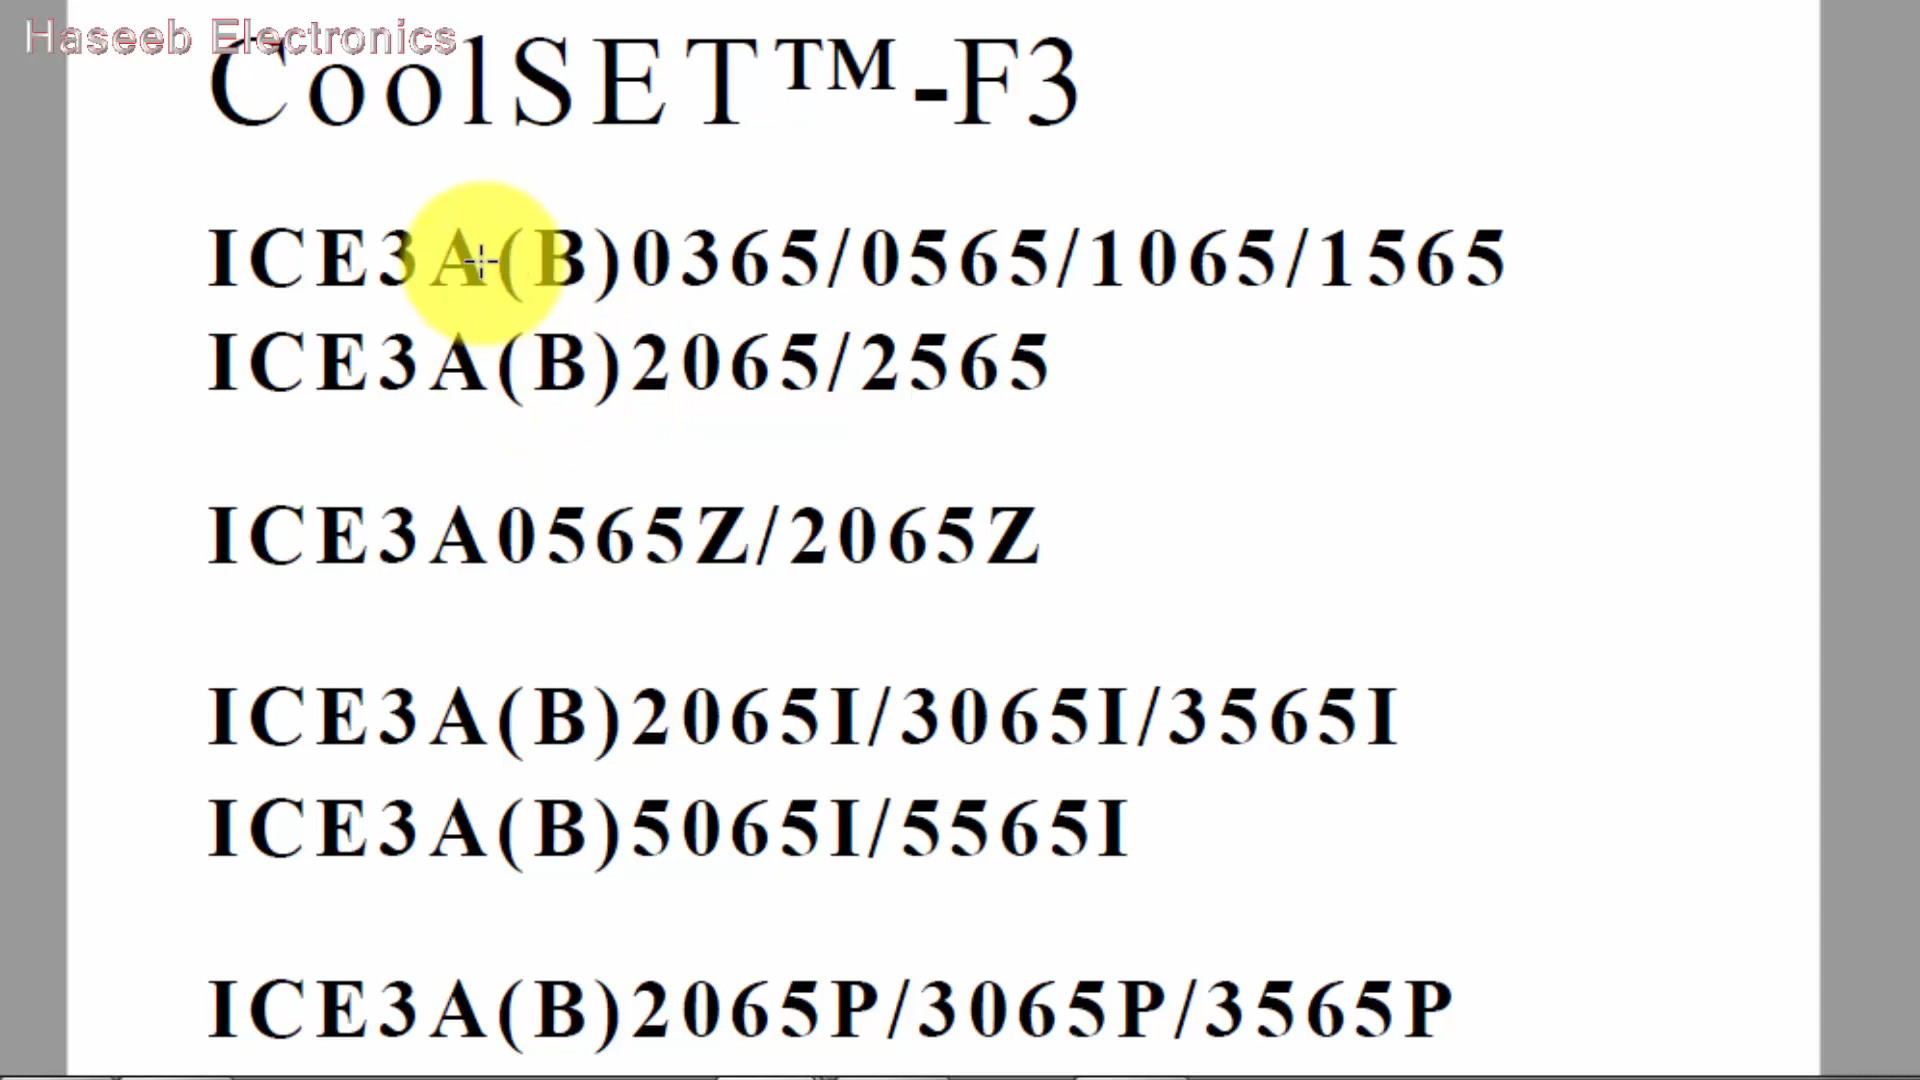 Haseeb Electronics
CoolSET™-F3
ICE3A(B)0365/0565/1065/1565
ICE3A(B)2065/2565
ICE3A0565Z/2065Z
ICE3A(B)2065I/3065I/3565I
ICE3A(B)5065I/5565I
ICE3A(B)2065P/3065P/3565P